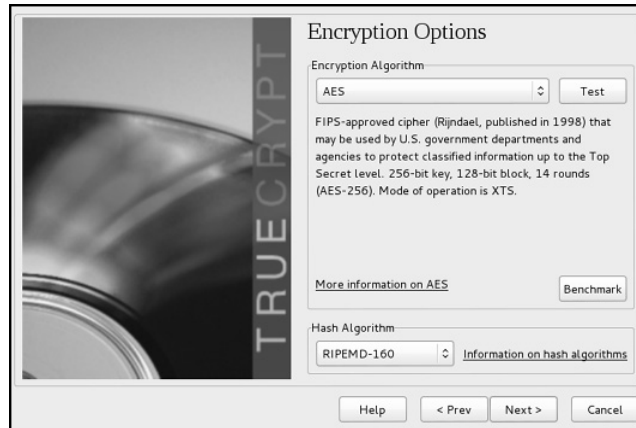 TRUECRYPT
Encryption Options
Encryption Algorithm
AES
Test
FIPS-approved cipher (Rijndael, published in 1998) that
may be used by U.S. government departments and
agencies to protect classified information up to the Top
Secret level. 256-bit key, 128-bit block, 14 rounds
(AES-256). Mode of operation is XTS.
More information on AES
Benchmark
Hash Algorithm
RIPEMD-160
Information on hash algorithms
Help
< Prev
Next >
Cancel